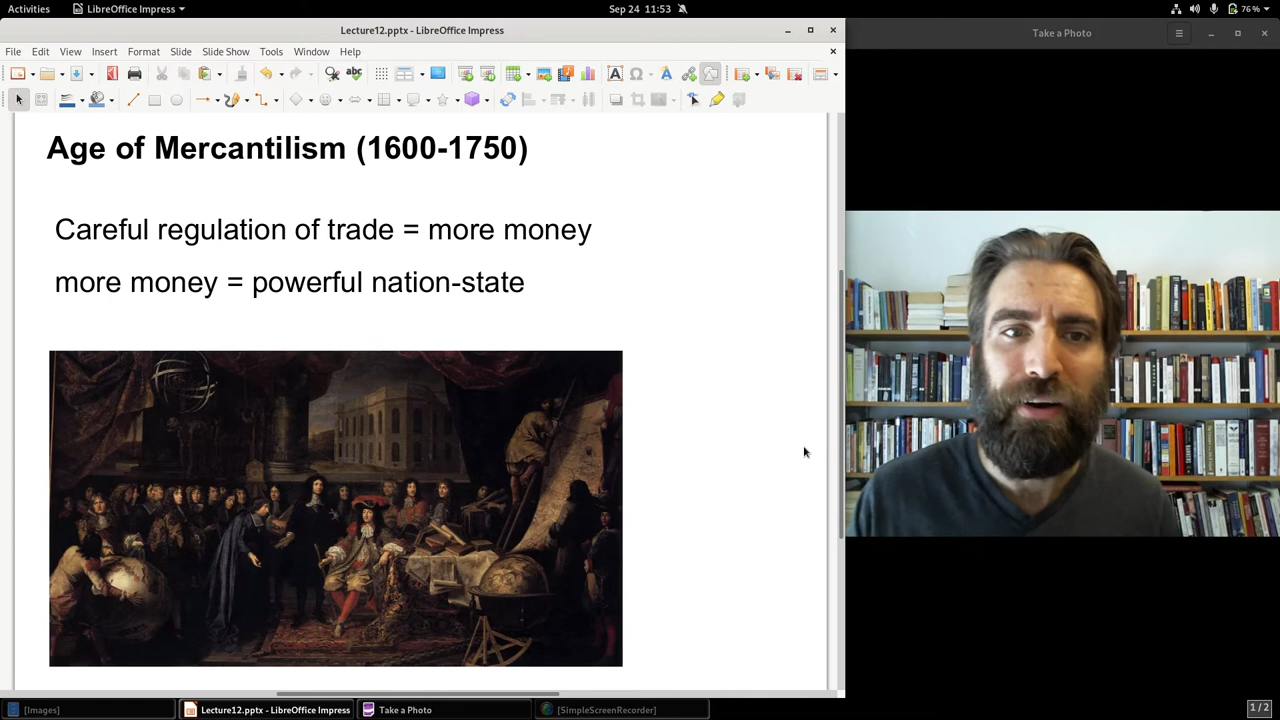 Activities LibreOffice Impress Sep 24 11:53 76 %
Lecture12.pptx - LibreOffice Impress
Take a Photo
File Edit View Insert Format Slide Slide Show Tools Window Help
Age of Mercantilism (1600-1750)
Careful regulation of trade = more money
more money = powerful nation-state
[Images] Lecture12.pptx - LibreOffice Impress Take a Photo [SimpleScreenRecorder] 1 / 2